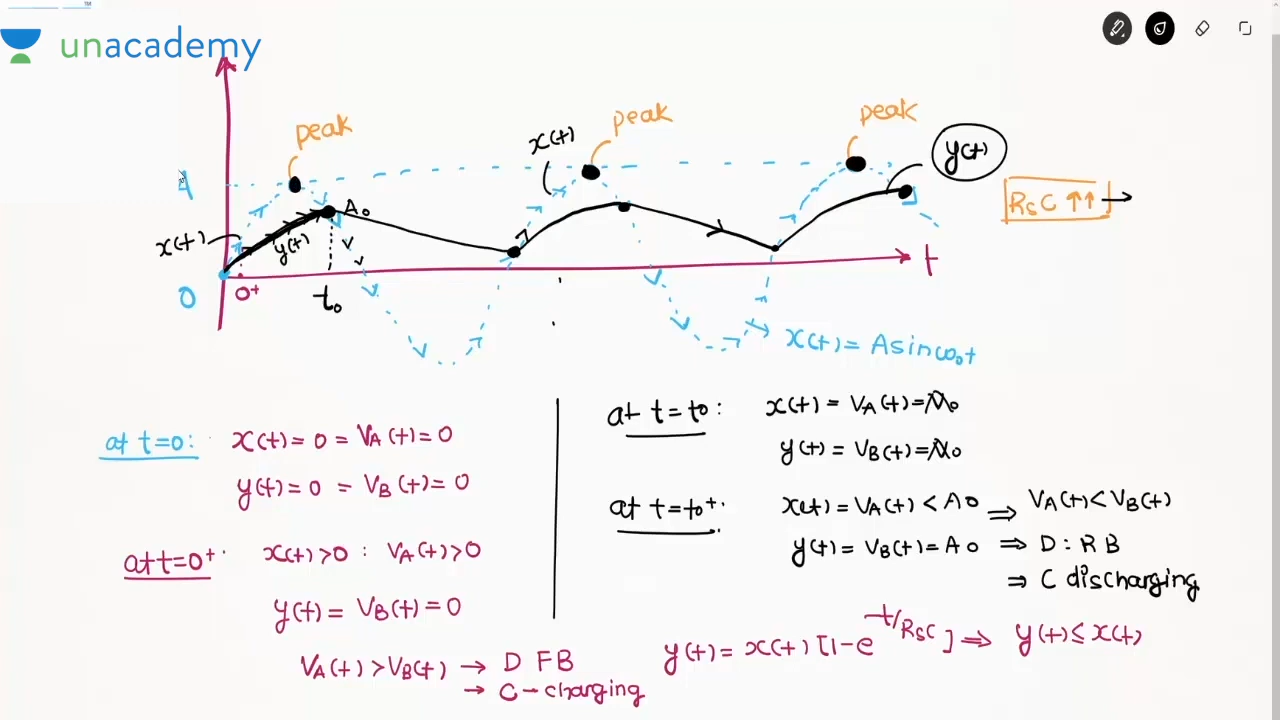 unacademy
peak
peak
peak
x(t)
y(t)
A
A₀
RsC ↑↑ →
x(t)
y(t)
t
0
0⁺
t₀
x(t) = A sin ω₀t
at t=0:
x(t) = 0 = VA(t) = 0
y(t) = 0 = VB(t) = 0
at t=0⁺:
x(t) > 0 : VA(t) > 0
y(t) = VB(t) = 0
VA(t) > VB(t) → D FB
→ C - charging
at t = t₀:
x(t) = VA(t) =
y(t) = VB(t) =
at t = t₀⁺:
x(t) = VA(t) < A₀ ⇒ VA(t) < VB(t)
y(t) = VB(t) = A₀ ⇒ D : RB
⇒ C discharging
y(t) = x(t) [1 - e^-t/RsC] ⇒ y(t) ≤ x(t)